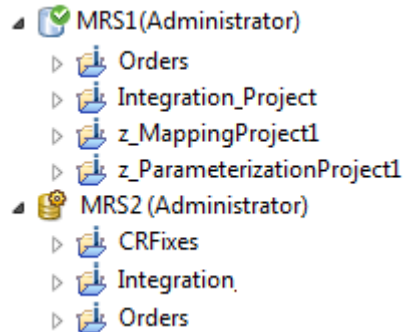 MRS1(Administrator)
Orders
Integration_Project
z_MappingProject1
z_ParameterizationProject1
MRS2 (Administrator)
CRFixes
Integration
Orders